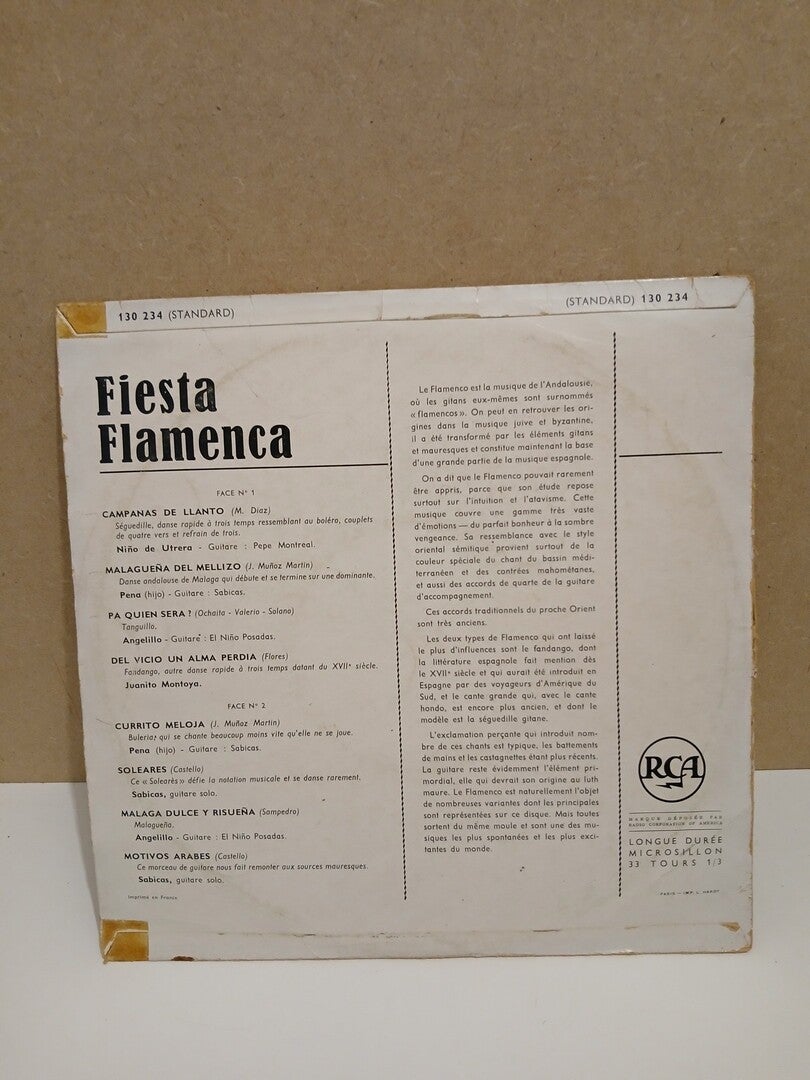 130 234 (STANDARD)
(STANDARD) 130 234
Fiesta
Flamenca
FACE N° 1
CAMPANAS DE LLANTO (M. Diaz)
Séguedille, danse rapide à trois temps ressemblant au boléro, couplets
de quatre vers et refrain de trois.
Niño de Utrera - Guitare : Pepe Montreal.
MALAGUEÑA DEL MELLIZO (J. Muñoz Martin)
Danse andalouse de Malaga qui débute et se termine sur une dominante.
Pena (hijo) - Guitare : Sabicas.
PA QUIEN SERA ? (Ochaita - Valerio - Solano)
Tanguillo.
Angelillo - Guitare : El Niño Posadas.
DEL VICIO UN ALMA PERDIA (Flores)
Fandango, autre danse rapide à trois temps datant du XVIIe siècle.
Juanito Montoya.
FACE N° 2
CURRITO MELOJA (J. Muñoz Martin)
Buleria, qui se chante beaucoup moins vite qu'elle ne se joue.
Pena (hijo) - Guitare : Sabicas.
SOLEARES (Castello)
Ce « Solearès » défie la notation musicale et se danse rarement.
Sabicas, guitare solo.
MALAGA DULCE Y RISUEÑA (Sampedro)
Malagueña.
Angelillo - Guitare : El Niño Posadas.
MOTIVOS ARABES (Castello)
Ce morceau de guitare nous fait remonter aux sources mauresques.
Sabicas, guitare solo.
Imprimé en France
Le Flamenco est la musique de l'Andalousie,
où les gitans eux-mêmes sont surnommés
« flamencos ». On peut en retrouver les ori-
gines dans la musique juive et byzantine,
il a été transformé par les éléments gitans
et mauresques et constitue maintenant la base
d'une grande partie de la musique espagnole.
On a dit que le Flamenco pouvait rarement
être appris, parce que son étude repose
surtout sur l'intuition et l'atavisme. Cette
musique couvre une gamme très vaste
d'émotions — du parfait bonheur à la sombre
vengeance. Sa ressemblance avec le style
oriental sémitique provient surtout de la
couleur spéciale du chant du bassin médi-
terranéen et des contrées mahométanes,
et aussi des accords de quarte de la guitare
d'accompagnement.
Ces accords traditionnels du proche Orient
sont très anciens.
Les deux types de Flamenco qui ont laissé
le plus d'influences sont le fandango, dont
la littérature espagnole fait mention dès
le XVIIe siècle et qui aurait été introduit en
Espagne par des voyageurs d'Amérique du
Sud, et le cante grande qui, avec le cante
hondo, est encore plus ancien, et dont le
modèle est la séguedille gitane.
L'exclamation perçante qui introduit nom-
bre de ces chants est typique, les battements
de mains et les castagnettes étant plus récents.
La guitare reste évidemment l'élément pri-
mordial, elle qui devrait son origine au luth
maure. Le Flamenco est naturellement l'objet
de nombreuses variantes dont les principales
sont représentées sur ce disque. Mais toutes
sortent du même moule et sont une des mu-
siques les plus spontanées et les plus exci-
tantes du monde.
RCA
MARQUE DÉPOSÉE PAR
RADIO CORPORATION OF AMERICA
LONGUE DURÉE
MICROSILLON
33 TOURS 1/3
PARIS - IMP. L. HARDY